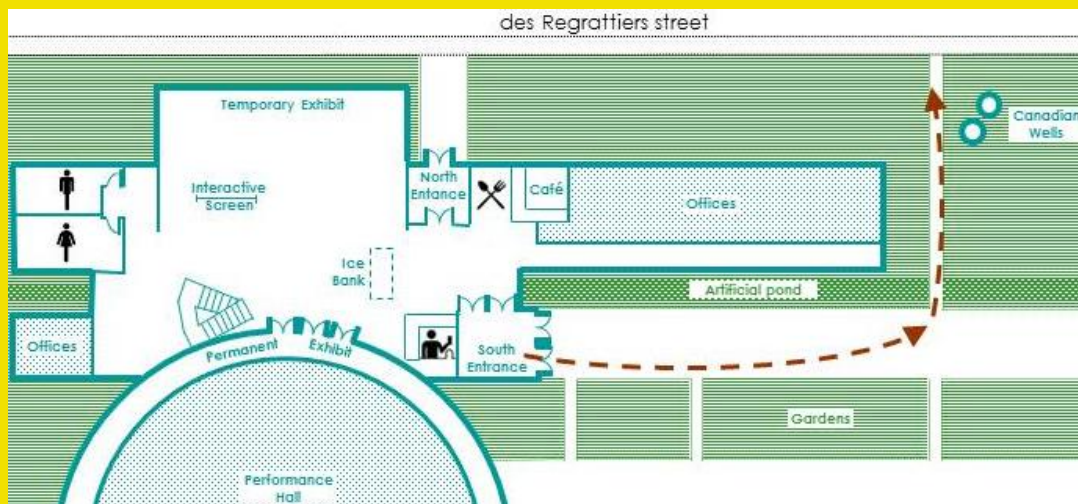 des Regrattiers street
Temporary Exhibit
Canadian
Wells
Interactive
Screen
North
Entance
Café
Offices
Ice
Bank
Artificial pond
Offices
Permanent Exhibit
South
Entrance
Gardens
Performance
Hall